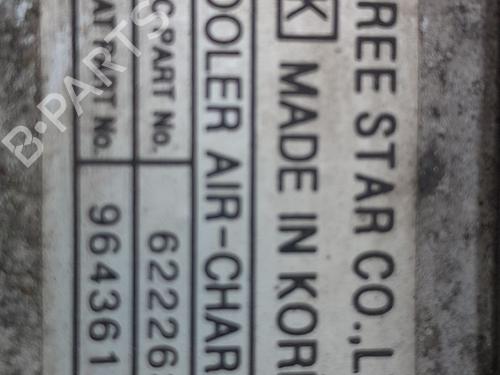 REE STAR CO.,L
K MADE IN KOR
OOLER AIR-CHAR
C PART No. 62226
AT PART No. 964361
B-PARTS